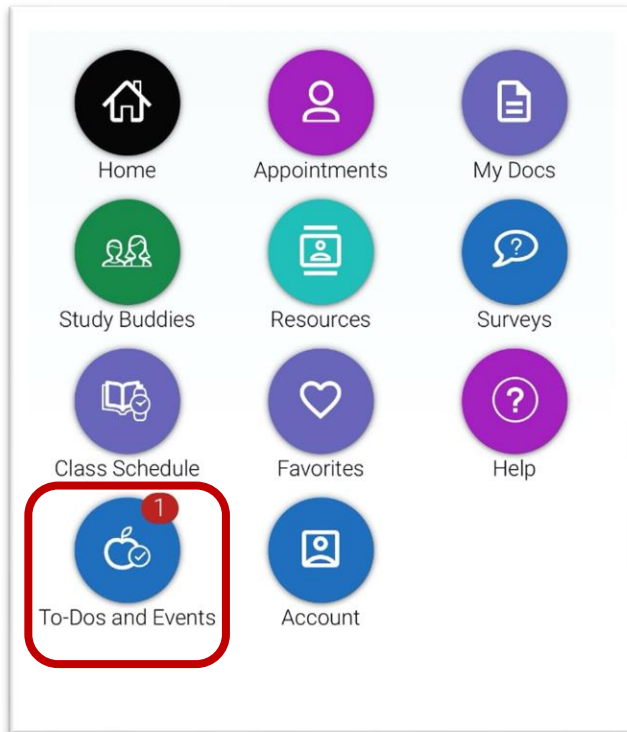 Home
Appointments
My Docs
?
Study Buddies
Resources
Surveys
?
Class Schedule
Favorites
Help
1
To-Dos and Events
Account